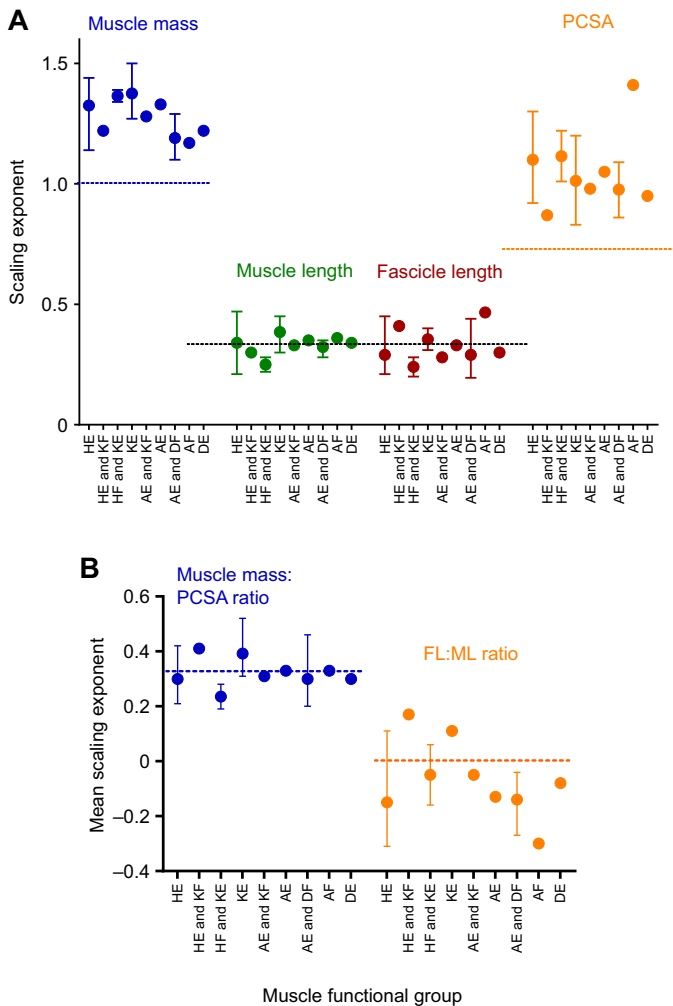 A
Muscle mass
PCSA
1.5
1.0
0.5
0
Scaling exponent
Muscle length
Fascicle length
HE
HE and KF
HF and KE
KE
AE and KF
AE
AE and DF
AF
DE
HE
HE and KF
HF and KE
KE
AE and KF
AE
AE and DF
AF
DE
HE
HE and KF
HF and KE
KE
AE and KF
AE
AE and DF
AF
DE
HE
HE and KF
HF and KE
KE
AE and KF
AE
AE and DF
AF
DE
B
Muscle mass:
PCSA ratio
FL:ML ratio
0.6
0.4
0.2
0
–0.2
–0.4
Mean scaling exponent
HE
HE and KF
HF and KE
KE
AE and KF
AE
AE and DF
AF
DE
HE
HE and KF
HF and KE
KE
AE and KF
AE
AE and DF
AF
DE
Muscle functional group